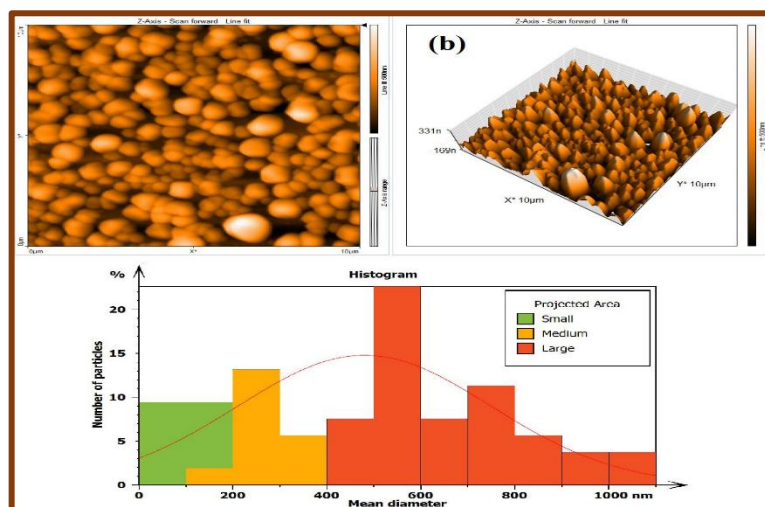 Z-Axis - Scan forward   Line fit
0µm
X*
10µm
Z-Axis range
Z-Axis - Scan forward   Line fit
(b)
331n
169n
X* 10µm
Y* 10µm
Histogram
%
20
15
10
5
0
Number of particles
Projected Area
Small
Medium
Large
0
200
400
600
800
1000 nm
Mean diameter